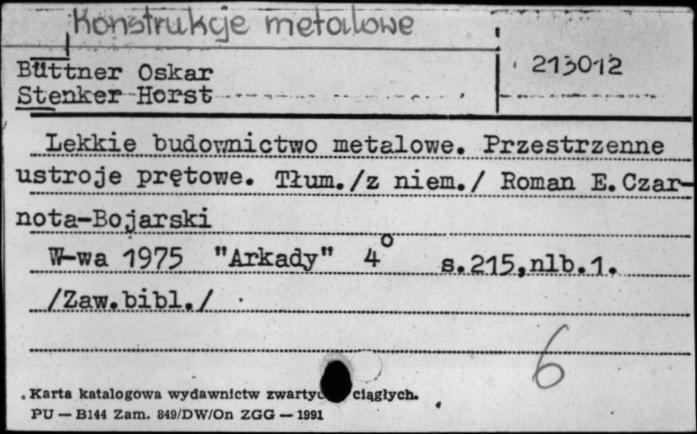 Konstrukcje metalowe
Büttner Oskar
213012
Stenker Horst
Lekkie budownictwo metalowe. Przestrzenne
ustroje prętowe. Tłum./z niem./ Roman E.Czar-
nota-Bojarski
W-wa 1975 "Arkady" 4° s.215,nlb.1.
/Zaw.bibl./
6
Karta katalogowa wydawnictw ciągłych.
PU — B144 Zam. 849/DW/On ZGG — 1991